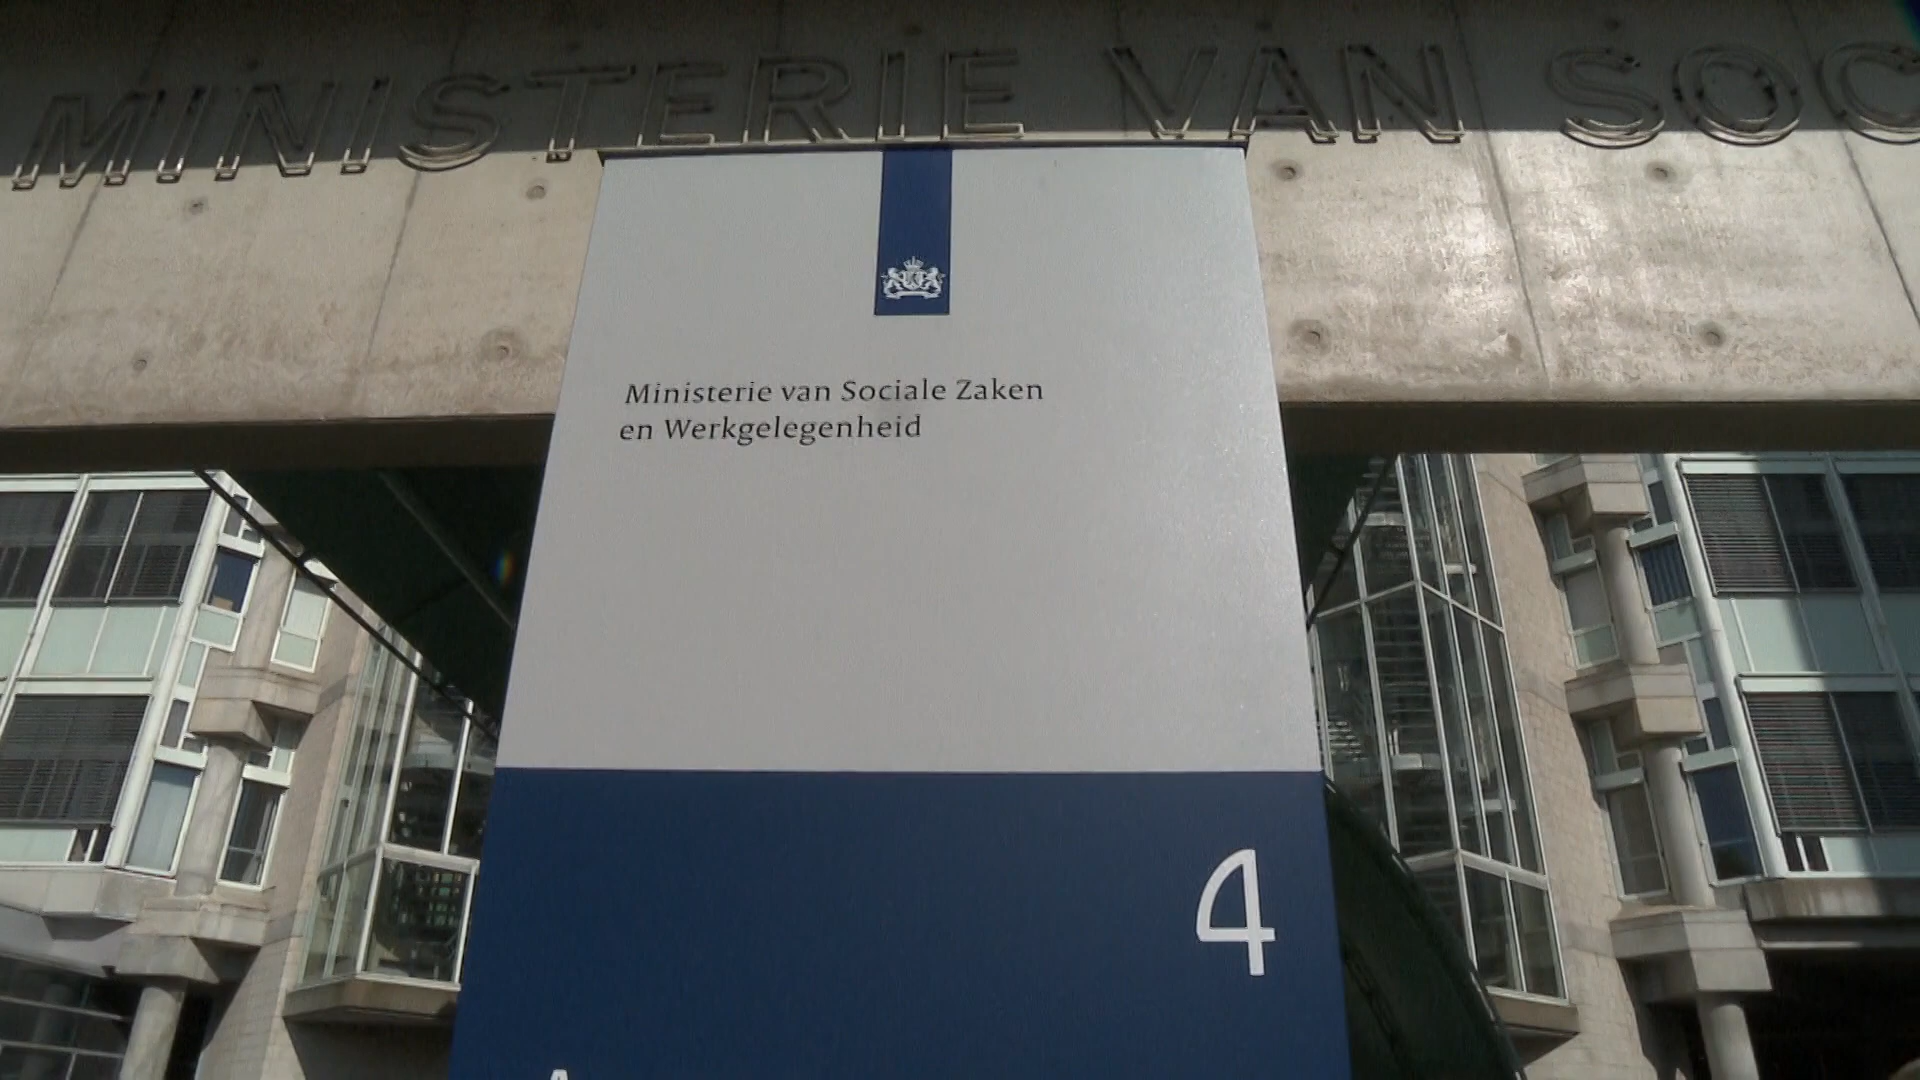 MINISTERIE VAN SOC
Ministerie van Sociale Zaken
en Werkgelegenheid
4